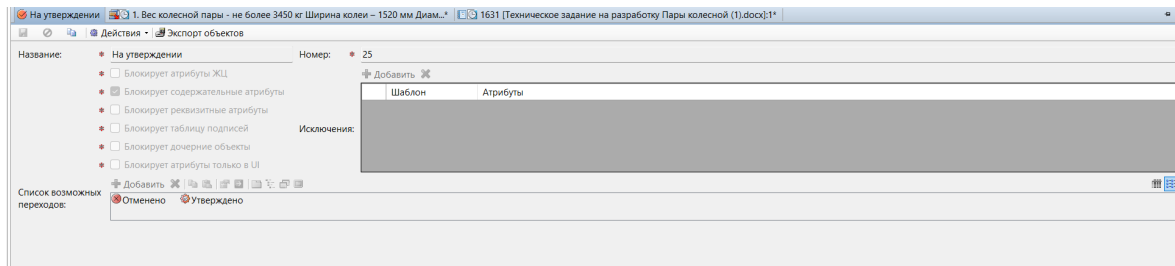 На утверждении 1. Вес колесной пары - не более 3450 кг Ширина колеи – 1520 мм Диам...* 1631 [Техническое задание на разработку Пары колесной (1).docx]:1*
Действия Экспорт объектов
Название: * На утверждении Номер: * 25
* Блокирует атрибуты ЖЦ Добавить
* Блокирует содержательные атрибуты Шаблон Атрибуты
* Блокирует реквизитные атрибуты
* Блокирует таблицу подписей Исключения:
* Блокирует дочерние объекты
* Блокирует атрибуты только в UI
Добавить
Список возможных переходов: Отменено Утверждено